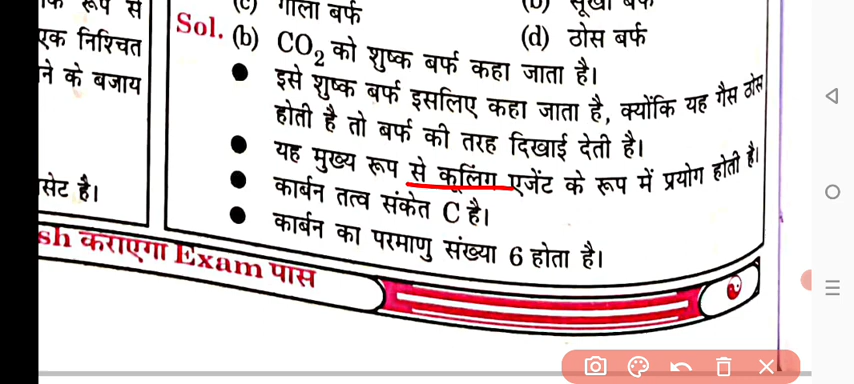 रूप से
एक निश्चित
ने के बजाय
सेट है।
(c) गोला बर्फ
(d) ठोस बर्फ
Sol. (b) CO2 को शुष्क बर्फ कहा जाता है।
● इसे शुष्क बर्फ इसलिए कहा जाता है, क्योंकि यह गैस ठोस
होती है तो बर्फ की तरह दिखाई देती है।
● यह मुख्य रूप से कूलिंग एजेंट के रूप में प्रयोग होती है।
● कार्बन तत्व संकेत C है।
● कार्बन का परमाणु संख्या 6 होता है।
sh कराएगा Exam पास